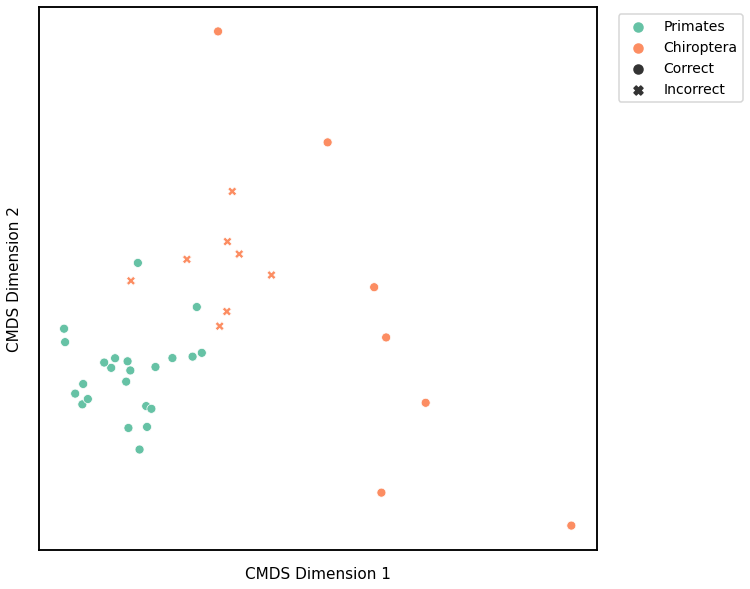 Primates
Chiroptera
Correct
Incorrect
CMDS Dimension 2
CMDS Dimension 1